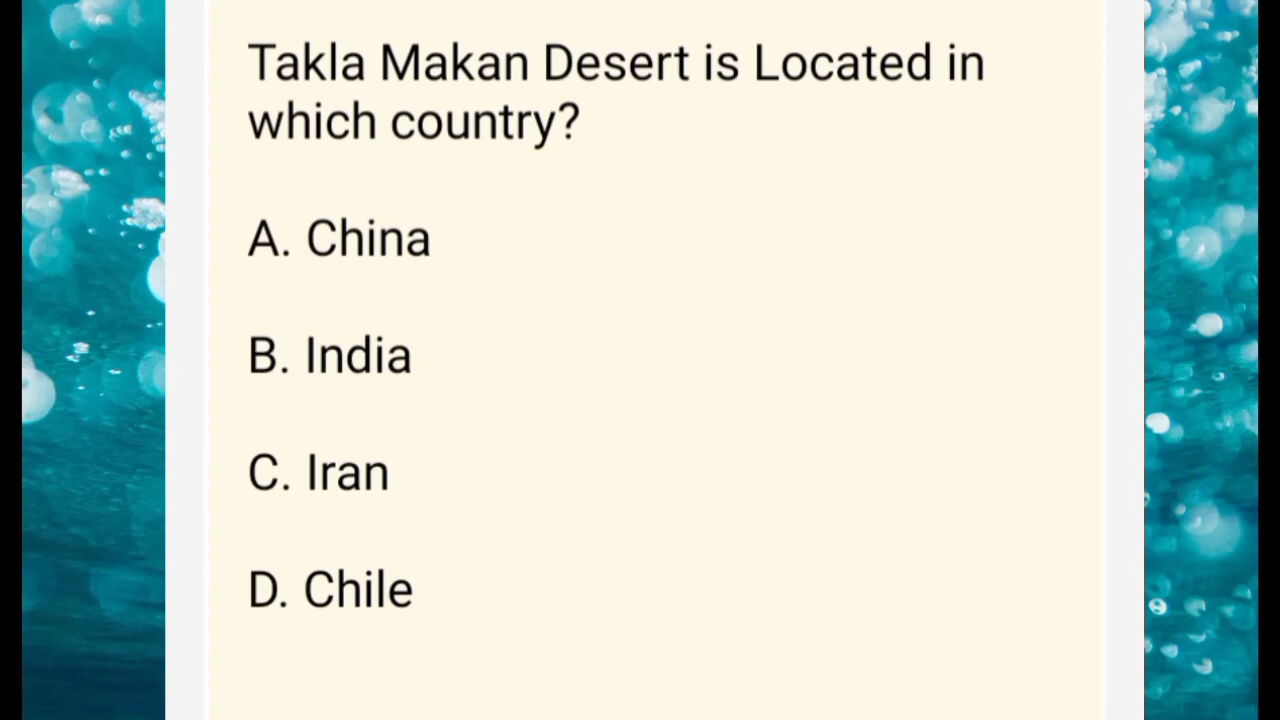 Takla Makan Desert is Located in
which country?
A. China
B. India
C. Iran
D. Chile